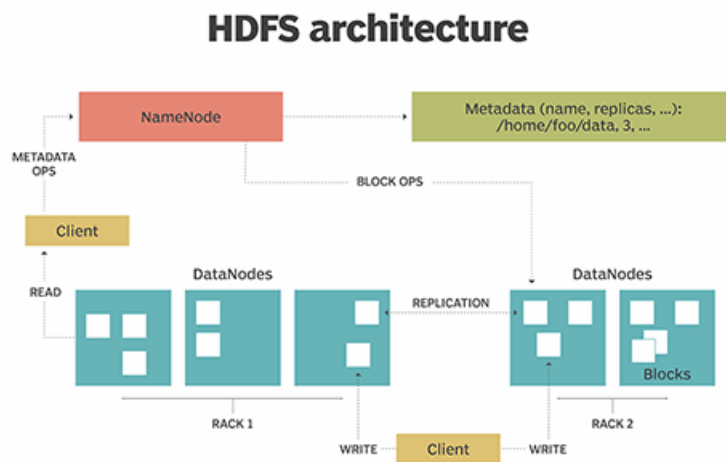 HDFS architecture
NameNode
Metadata (name, replicas, ...):
/home/foo/data, 3, ...
METADATA
OPS
BLOCK OPS
Client
DataNodes
DataNodes
READ
REPLICATION
Blocks
RACK 1
RACK 2
WRITE
Client
WRITE